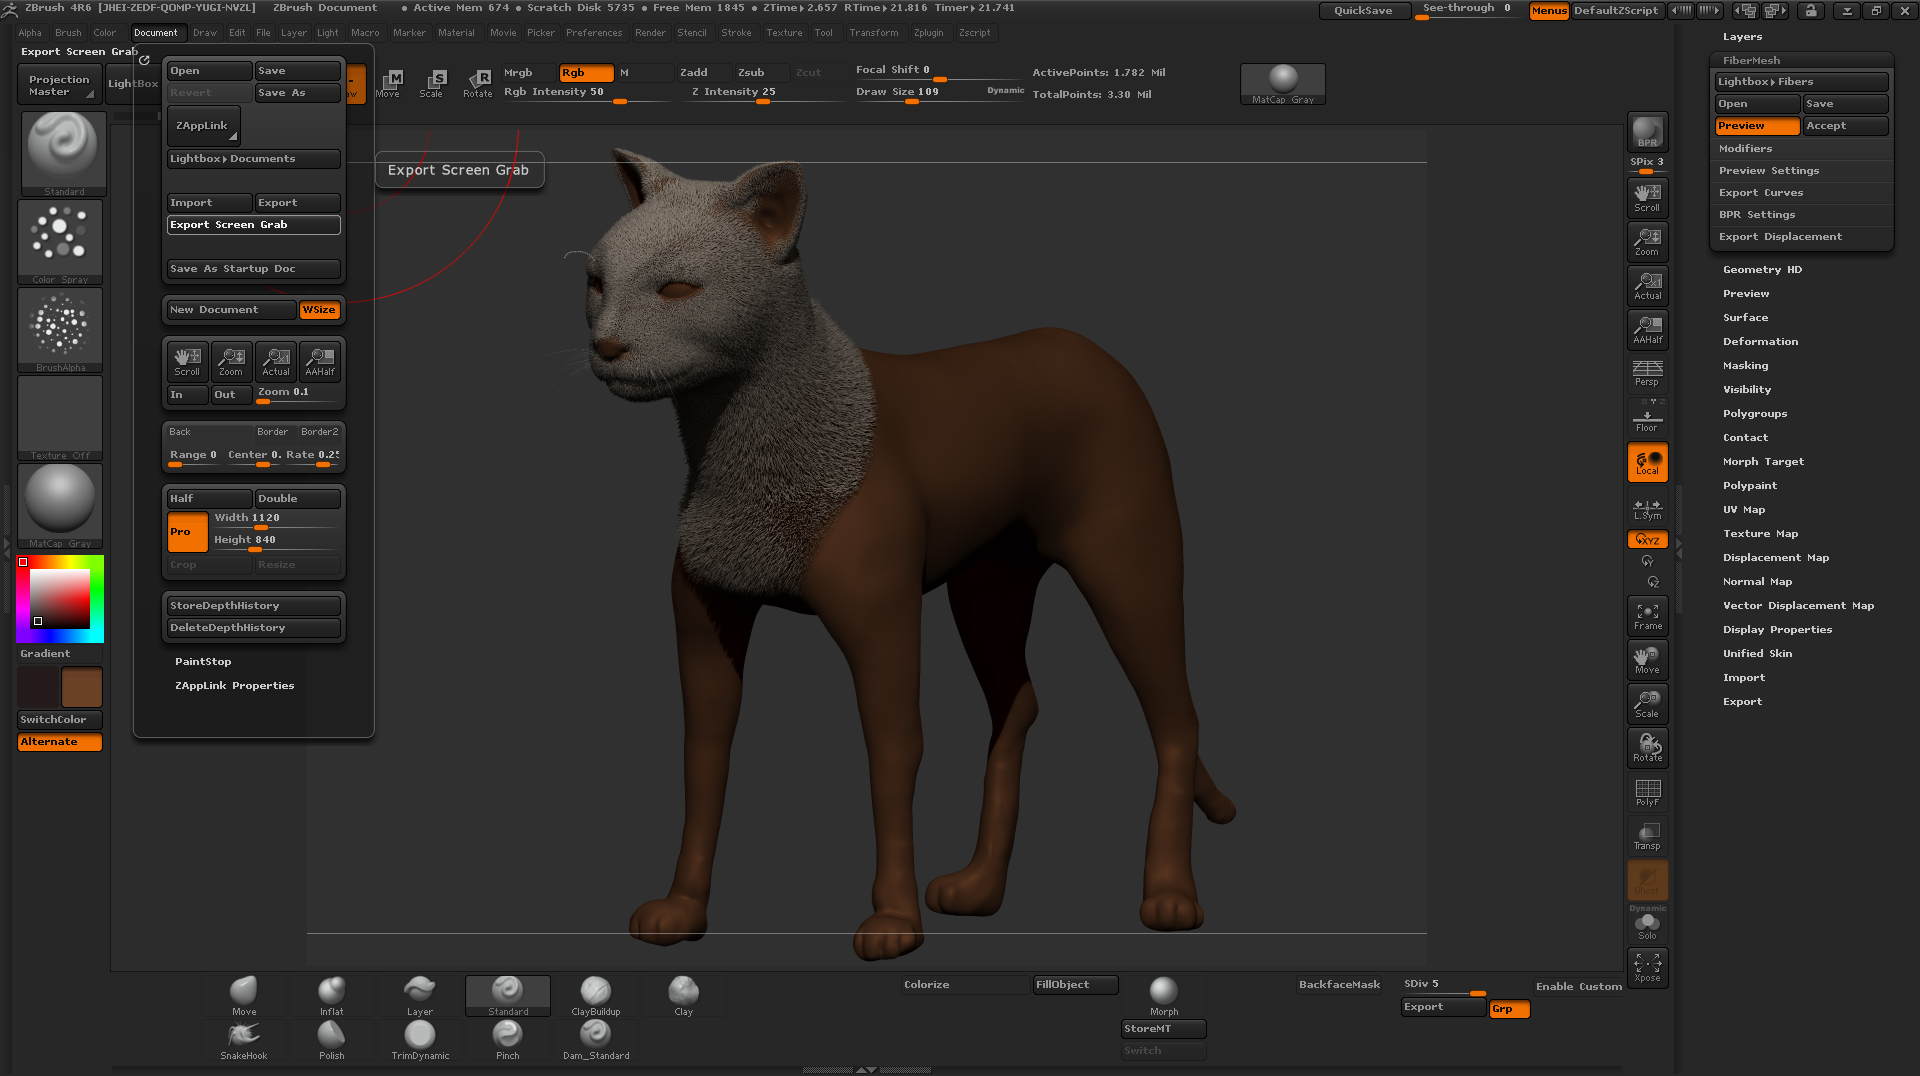 ZBrush 4R6 [JHEI-ZEDF-QOMP-YUGI-NVZL] ZBrush Document • Active Mem 674 • Scratch Disk 5735 • Free Mem 1845 • ZTime▸2.657 RTime▸21.816 Timer▸21.741 QuickSave See-through 0 Menus DefaultZScript
Alpha Brush Color Document Draw Edit File Layer Light Macro Marker Material Movie Picker Preferences Render Stencil Stroke Texture Tool Transform Zplugin Zscript
Export Screen Grab
Projection Master
LightBox
Move
Scale
Rotate
Mrgb Rgb M
Rgb Intensity 50
Zadd Zsub Zcut
Z Intensity 25
Focal Shift 0
Draw Size 109 Dynamic
ActivePoints: 1.782 Mil
TotalPoints: 3.30 Mil
MatCap Gray
Standard
Color Spray
BrushAlpha
Texture Off
MatCap Gray
Gradient
SwitchColor
Alternate
Open Save
Revert Save As
ZAppLink
Lightbox▸Documents
Import Export
Export Screen Grab
Save As Startup Doc
New Document WSize
Scroll Zoom Actual AAHalf
In Out Zoom 0.1
Back Border Border2
Range 0 Center 0. Rate 0.25
Half Double
Pro
Width 1120
Height 840
Crop Resize
StoreDepthHistory
DeleteDepthHistory
PaintStop
ZAppLink Properties
Export Screen Grab
BPR
SPix 3
Scroll
Zoom
Actual
AAHalf
Persp
Floor
Local
L.Sym
XYZ
Y
Z
Frame
Move
Scale
Rotate
PolyF
Transp
Ghost
Dynamic
Solo
Xpose
Layers
FiberMesh
Lightbox▸Fibers
Open Save
Preview Accept
Modifiers
Preview Settings
Export Curves
BPR Settings
Export Displacement
Geometry HD
Preview
Surface
Deformation
Masking
Visibility
Polygroups
Contact
Morph Target
Polypaint
UV Map
Texture Map
Displacement Map
Normal Map
Vector Displacement Map
Display Properties
Unified Skin
Import
Export
Move Inflat Layer Standard ClayBuildup Clay
SnakeHook Polish TrimDynamic Pinch Dam_Standard
Colorize FillObject
Morph
StoreMT
Switch
BackfaceMask
SDiv 5
Export Grp
Enable Custom